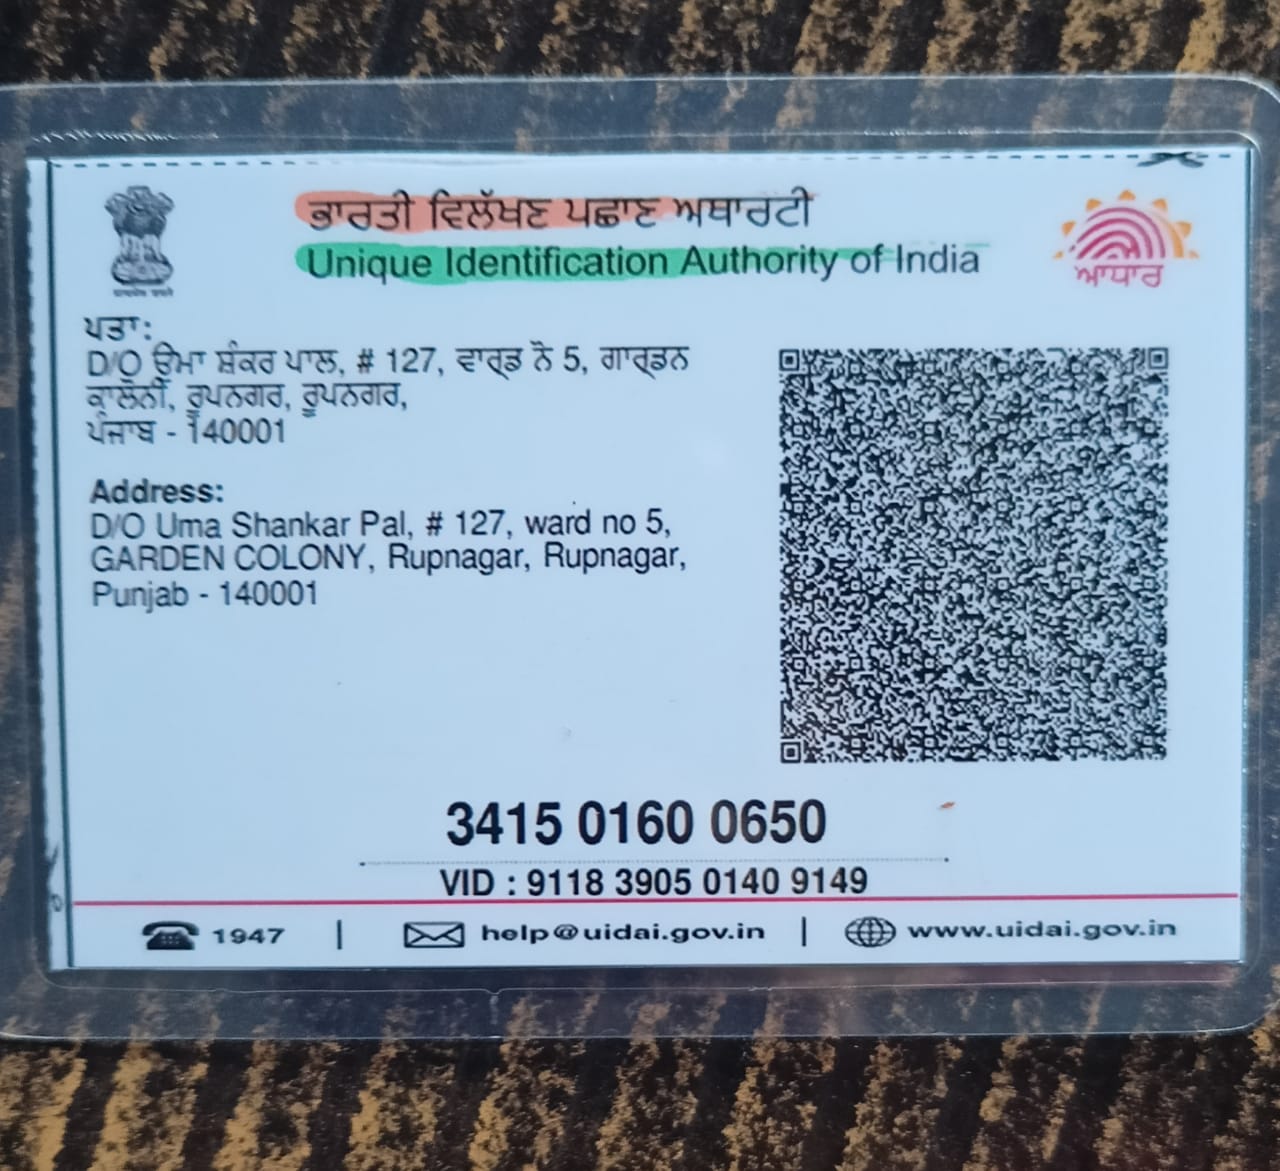 ਭਾਰਤੀ ਵਿਲੱਖਣ ਪਛਾਣ ਅਥਾਰਟੀ
Unique Identification Authority of India
ਆਧਾਰ
ਪਤਾ:
D/O ਉਮਾ ਸ਼ੰਕਰ ਪਾਲ, # 127, ਵਾਰ੍ਡ ਨੋ 5, ਗਾਰ੍ਡਨ
ਕਾਲੋਨੀ, ਰੂਪਨਗਰ, ਰੂਪਨਗਰ,
ਪੰਜਾਬ - 140001
Address:
D/O Uma Shankar Pal, # 127, ward no 5,
GARDEN COLONY, Rupnagar, Rupnagar,
Punjab - 140001
3415 0160 0650
VID : 9118 3905 0140 9149
1947 | help@uidai.gov.in | www.uidai.gov.in